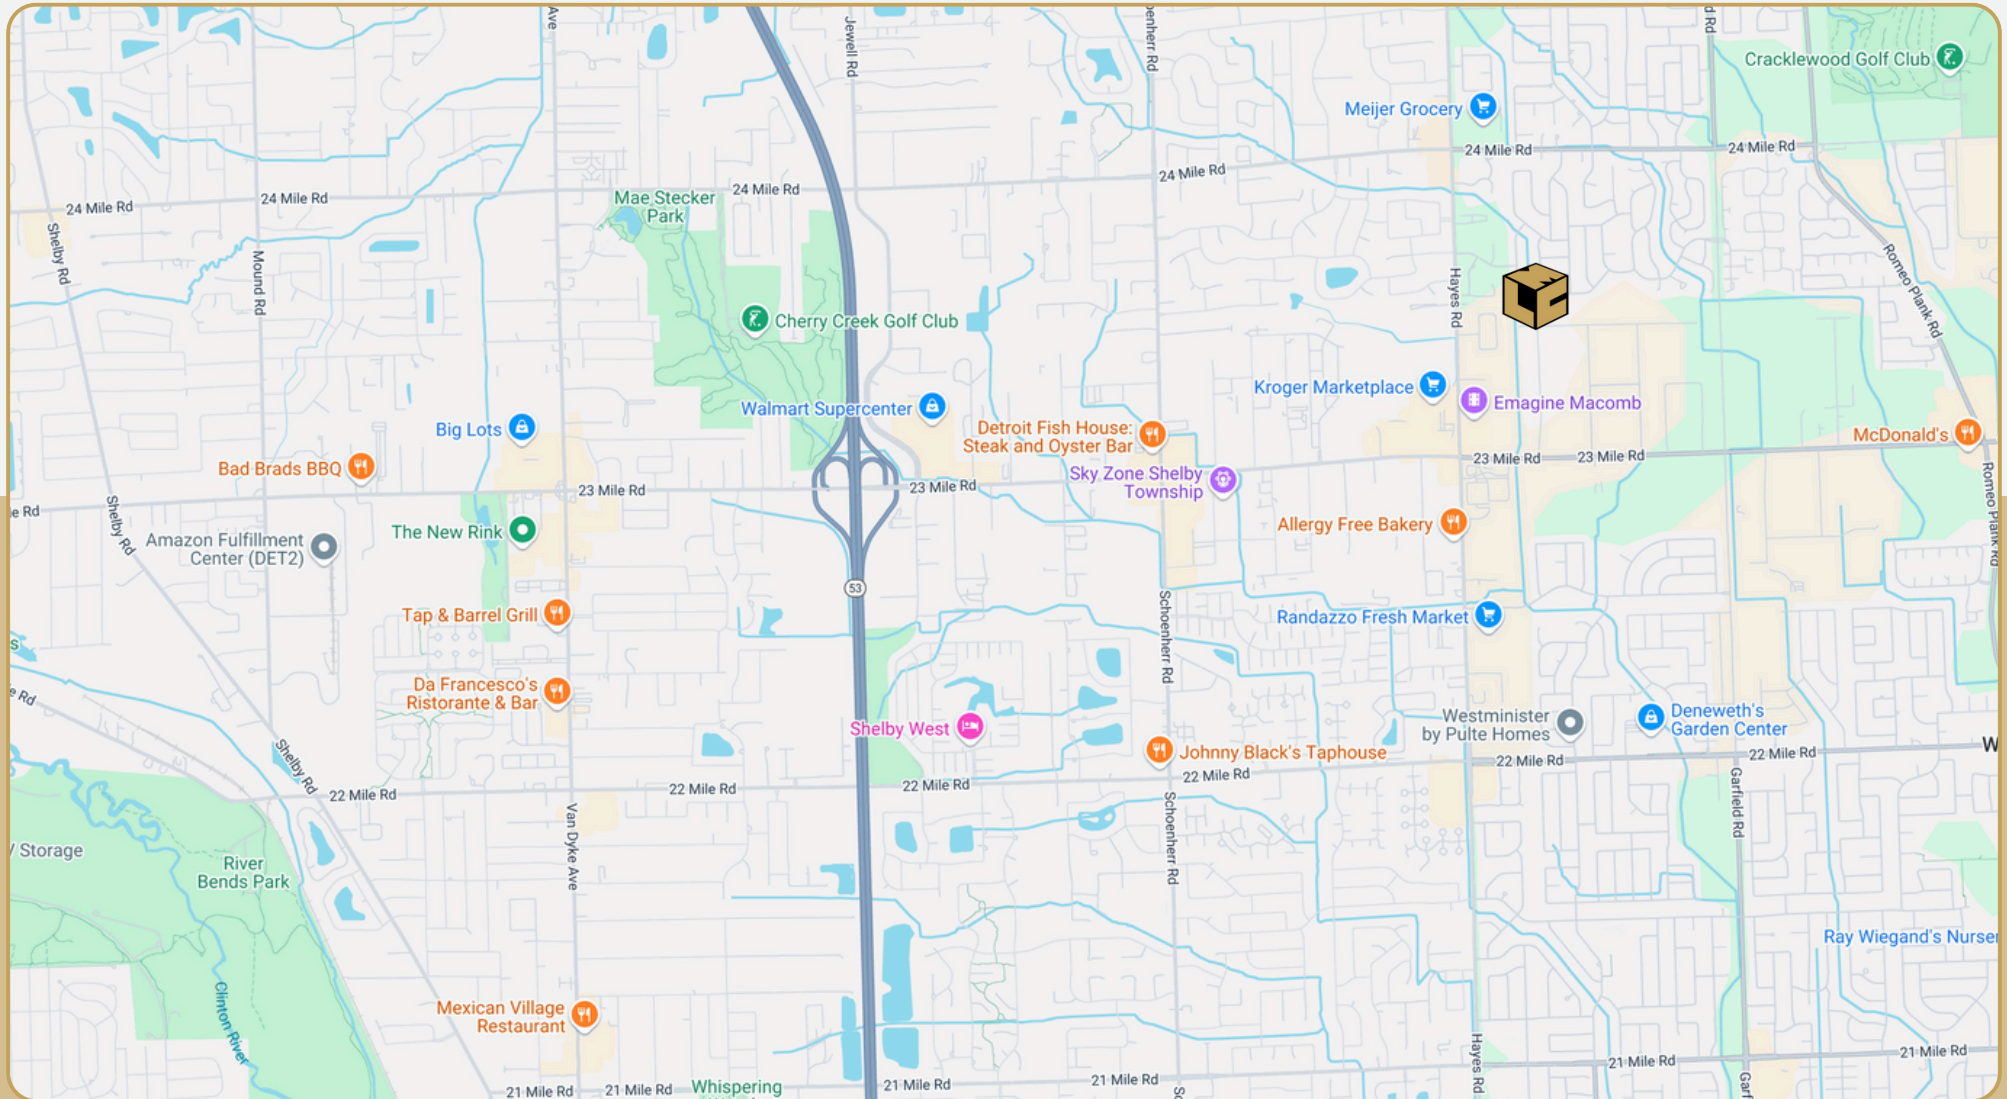 Ave
Jewell Rd
oenherr Rd
d Rd
Cracklewood Golf Club
Meijer Grocery
24 Mile Rd
24 Mile Rd
24 Mile Rd
24 Mile Rd
24 Mile Rd
24 Mile Rd
Mae Stecker
Park
Shelby Rd
Mound Rd
Hayes Rd
Romeo Plank Rd
Cherry Creek Golf Club
Kroger Marketplace
Emagine Macomb
Walmart Supercenter
Big Lots
Detroit Fish House:
Steak and Oyster Bar
McDonald's
Bad Brads BBQ
23 Mile Rd
23 Mile Rd
Sky Zone Shelby
Township
23 Mile Rd
23 Mile Rd
e Rd
Shelby Rd
Romeo Plank Rd
The New Rink
Amazon Fulfillment
Center (DET2)
Allergy Free Bakery
53
Tap & Barrel Grill
Schoenherr Rd
Randazzo Fresh Market
s
e Rd
Da Francesco's
Ristorante & Bar
Shelby West
Westminister
by Pulte Homes
Deneweth's
Garden Center
Johnny Black's Taphouse
W
Shelby Rd
22 Mile Rd
22 Mile Rd
22 Mile Rd
22 Mile Rd
22 Mile Rd
22 Mile Rd
Van Dyke Ave
Schoenherr Rd
Garfield Rd
/ Storage
River
Bends Park
Ray Wiegand's Nurser
Clinton River
Mexican Village
Restaurant
Hayes Rd
21 Mile Rd
21 Mile Rd
Whispering
21 Mile Rd
21 Mile Rd
21 Mile Rd
21 Mile Rd
Sc
Garf